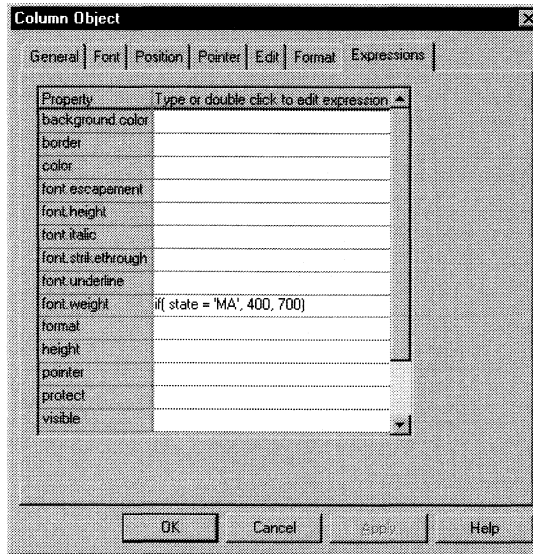 Column Object
General Font Position Pointer Edit Format Expressions
Property Type or double click to edit expression
background.color
border
color
font.escapement
font.height
font.italic
font.strikethrough
font.underline
font.weight if( state = 'MA', 400, 700)
format
height
pointer
protect
visible
OK Cancel Apply Help